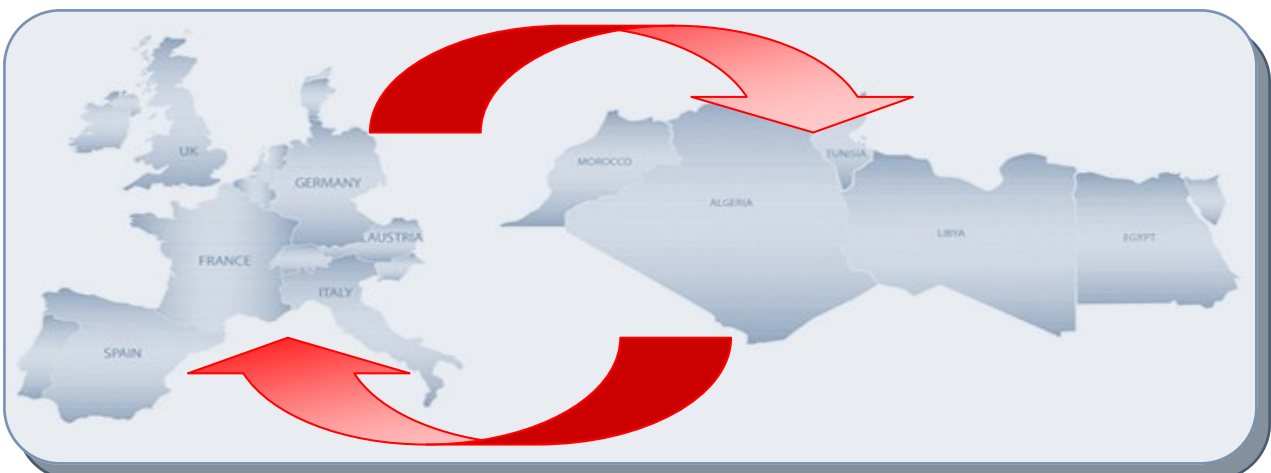 UK
GERMANY
AUSTRIA
FRANCE
ITALY
SPAIN
MOROCCO
TUNISIA
ALGERIA
LIBYA
EGYPT